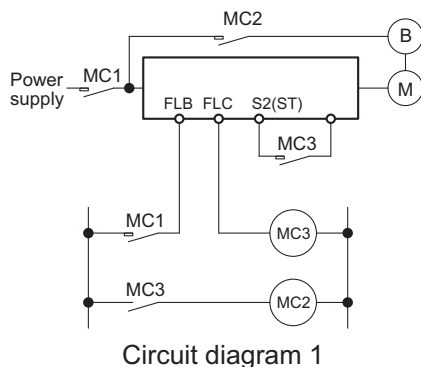 MC2
B
Power
supply
MC1
M
FLB FLC S2(ST)
MC3
MC1
MC3
MC3
MC2
Circuit diagram 1